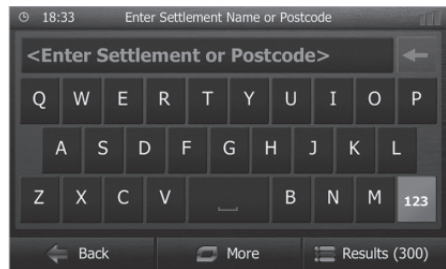 18:33 Enter Settlement Name or Postcode
<Enter Settlement or Postcode>
Q W E R T Y U I O P
A S D F G H J K L
Z X C V B N M 123
Back More Results (300)